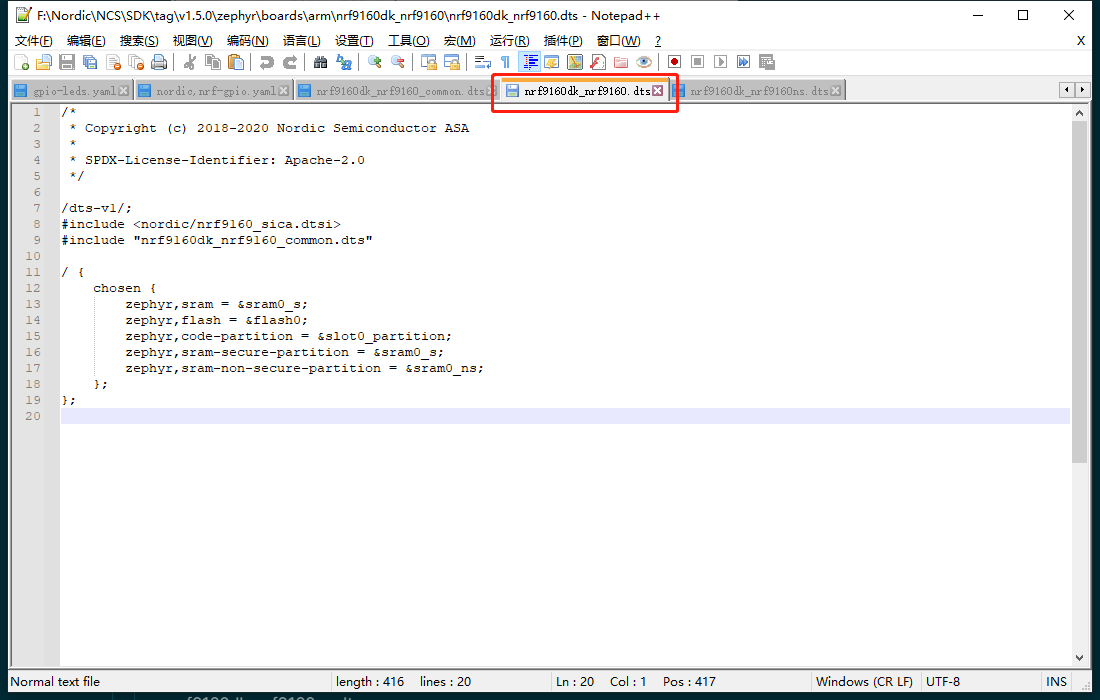 F:\Nordic\NCS\SDK\tag\v1.5.0\zephyr\boards\arm\nrf9160dk_nrf9160\nrf9160dk_nrf9160.dts - Notepad++
文件(F) 编辑(E) 搜索(S) 视图(V) 编码(N) 语言(L) 设置(T) 工具(O) 宏(M) 运行(R) 插件(P) 窗口(W) ? X
gpio-leds.yaml nordic,nrf-gpio.yaml nrf9160dk_nrf9160_common.dts nrf9160dk_nrf9160.dts nrf9160dk_nrf9160ns.dts
1 /*
2  * Copyright (c) 2018-2020 Nordic Semiconductor ASA
3  *
4  * SPDX-License-Identifier: Apache-2.0
5  */
6
7 /dts-v1/;
8 #include <nordic/nrf9160_sica.dtsi>
9 #include "nrf9160dk_nrf9160_common.dts"
10
11 / {
12     chosen {
13         zephyr,sram = &sram0_s;
14         zephyr,flash = &flash0;
15         zephyr,code-partition = &slot0_partition;
16         zephyr,sram-secure-partition = &sram0_s;
17         zephyr,sram-non-secure-partition = &sram0_ns;
18     };
19 };
20
Normal text file length : 416 lines : 20 Ln : 20 Col : 1 Pos : 417 Windows (CR LF) UTF-8 INS